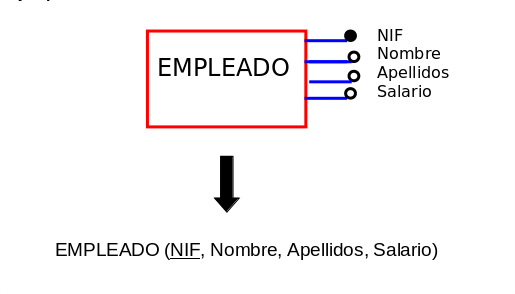 EMPLEADO
NIF
Nombre
Apellidos
Salario
EMPLEADO (NIF, Nombre, Apellidos, Salario)